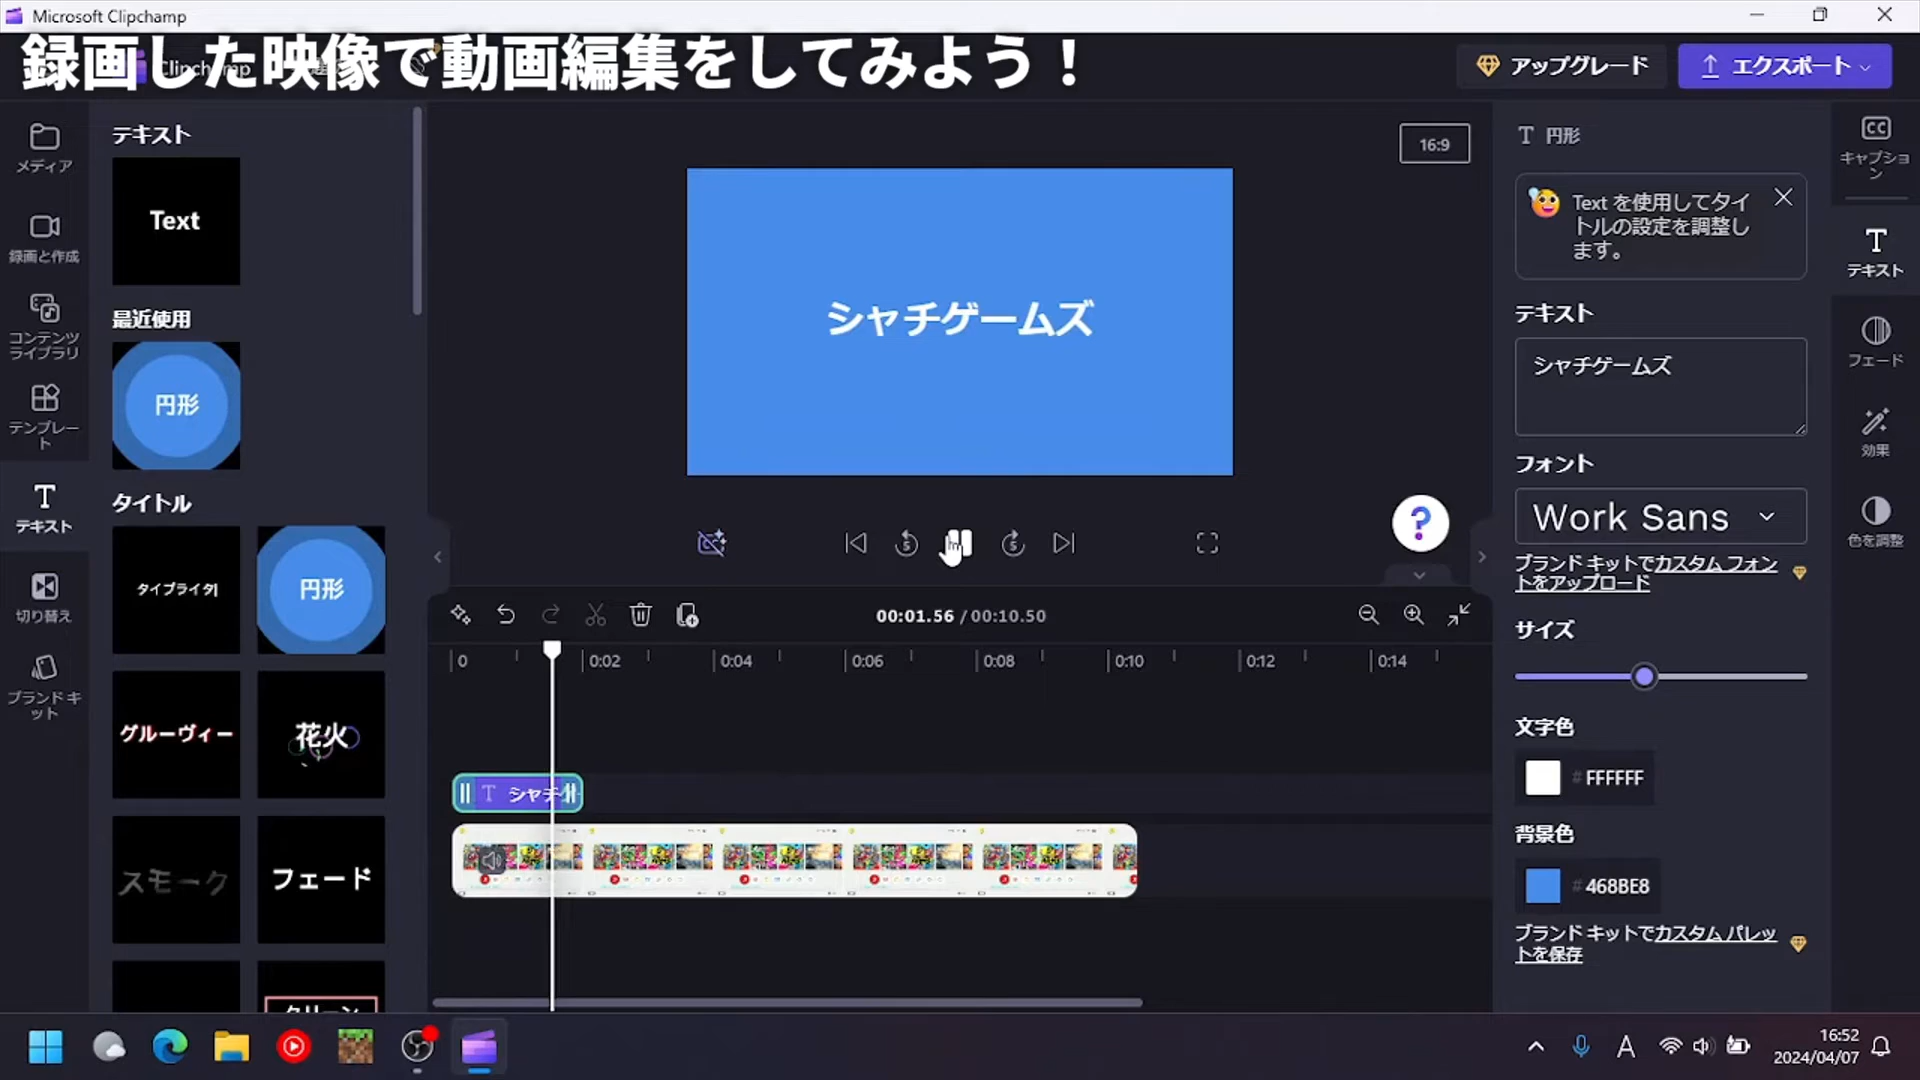 Microsoft Clipchamp
録画した映像で動画編集をしてみよう！
Clipchamp
アップグレード
エクスポート
メディア
録画と作成
コンテンツ
ライブラリ
テンプレー
ト
テキスト
切り替え
ブランド キ
ット
テキスト
Text
最近使用
円形
タイトル
タイプライタ|
円形
グルーヴィー
花火
スモーク
フェード
クリーン
16:9
シャチゲームズ
5
5
?
00:01.56 / 00:10.50
0
0:02
0:04
0:06
0:08
0:10
0:12
0:14
T シャチ
T 円形
Text を使用してタイ
トルの設定を調整し
ます。
テキスト
シャチゲームズ
フォント
Work Sans
ブランド キットでカスタム フォン
トをアップロード
サイズ
文字色
# FFFFFF
背景色
# 468BE8
ブランド キットでカスタム パレッ
トを保存
CC
キャプショ
ン
テキスト
フェード
効果
色を調整
A
16:52
2024/04/07